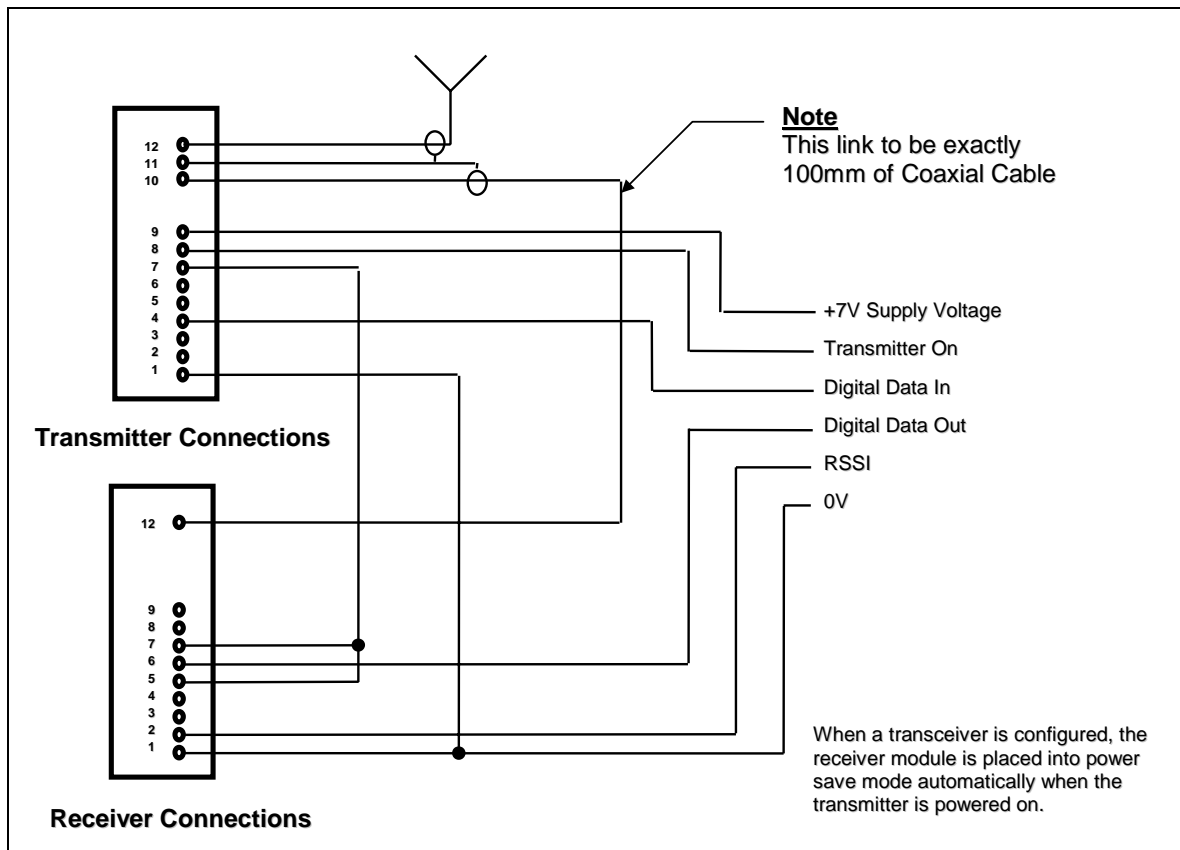 Note
This link to be exactly
100mm of Coaxial Cable
12
11
10
9
8
7
6
5
4
3
2
1
+7V Supply Voltage
Transmitter On
Digital Data In
Digital Data Out
RSSI
0V
Transmitter Connections
12
9
8
7
6
5
4
3
2
1
When a transceiver is configured, the
receiver module is placed into power
save mode automatically when the
transmitter is powered on.
Receiver Connections